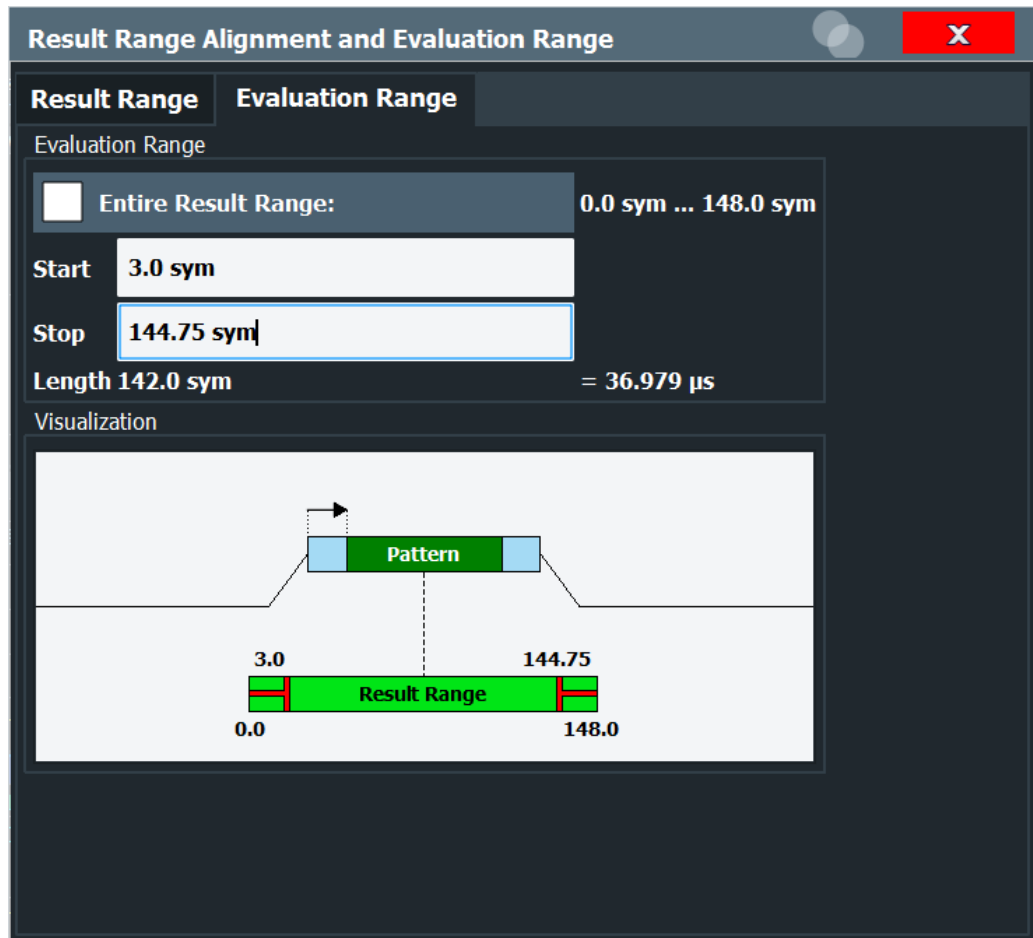 Result Range Alignment and Evaluation Range X
Result Range Evaluation Range
Evaluation Range
Entire Result Range: 0.0 sym ... 148.0 sym
Start 3.0 sym
Stop 144.75 sym
Length 142.0 sym = 36.979 µs
Visualization
Pattern
3.0 144.75
Result Range
0.0 148.0